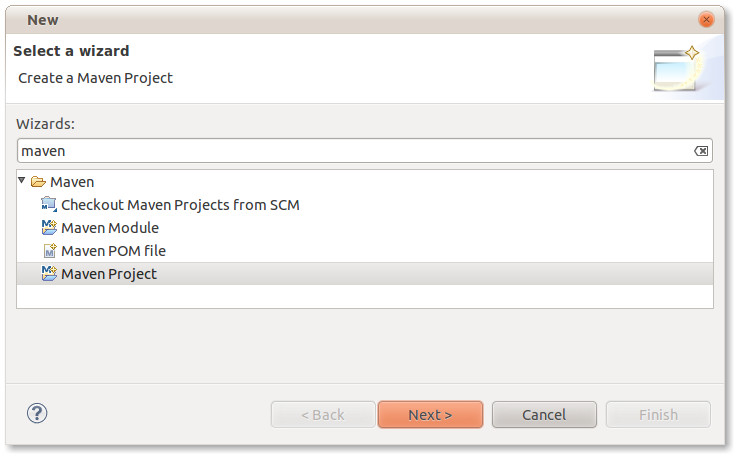 New
Select a wizard
Create a Maven Project
Wizards:
maven
Maven
Checkout Maven Projects from SCM
Maven Module
Maven POM file
Maven Project
< Back Next > Cancel Finish